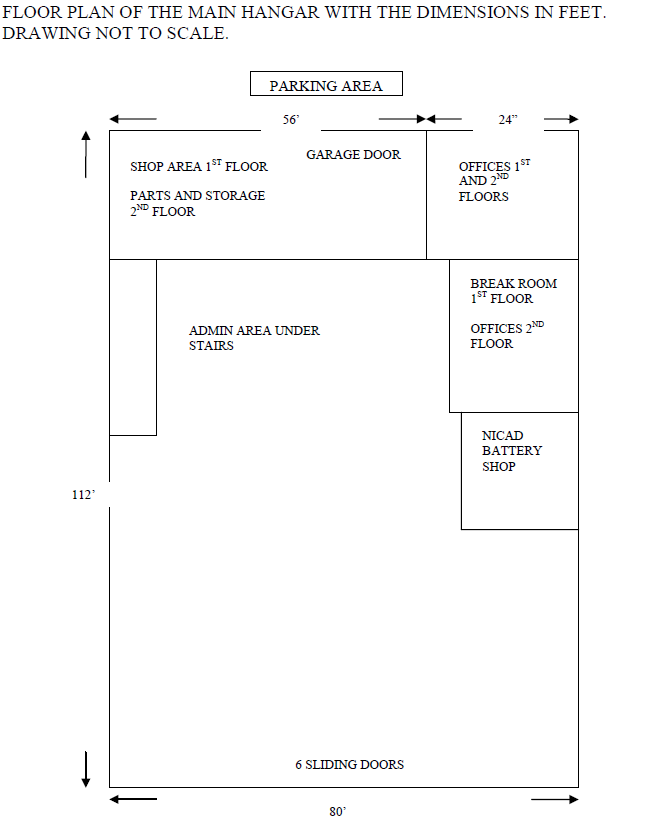 FLOOR PLAN OF THE MAIN HANGAR WITH THE DIMENSIONS IN FEET.
DRAWING NOT TO SCALE.
PARKING AREA
56’
24”
GARAGE DOOR
SHOP AREA 1ST FLOOR
PARTS AND STORAGE
2ND FLOOR
OFFICES 1ST
AND 2ND
FLOORS
BREAK ROOM
1ST FLOOR
OFFICES 2ND
FLOOR
ADMIN AREA UNDER
STAIRS
NICAD
BATTERY
SHOP
112’
6 SLIDING DOORS
80’